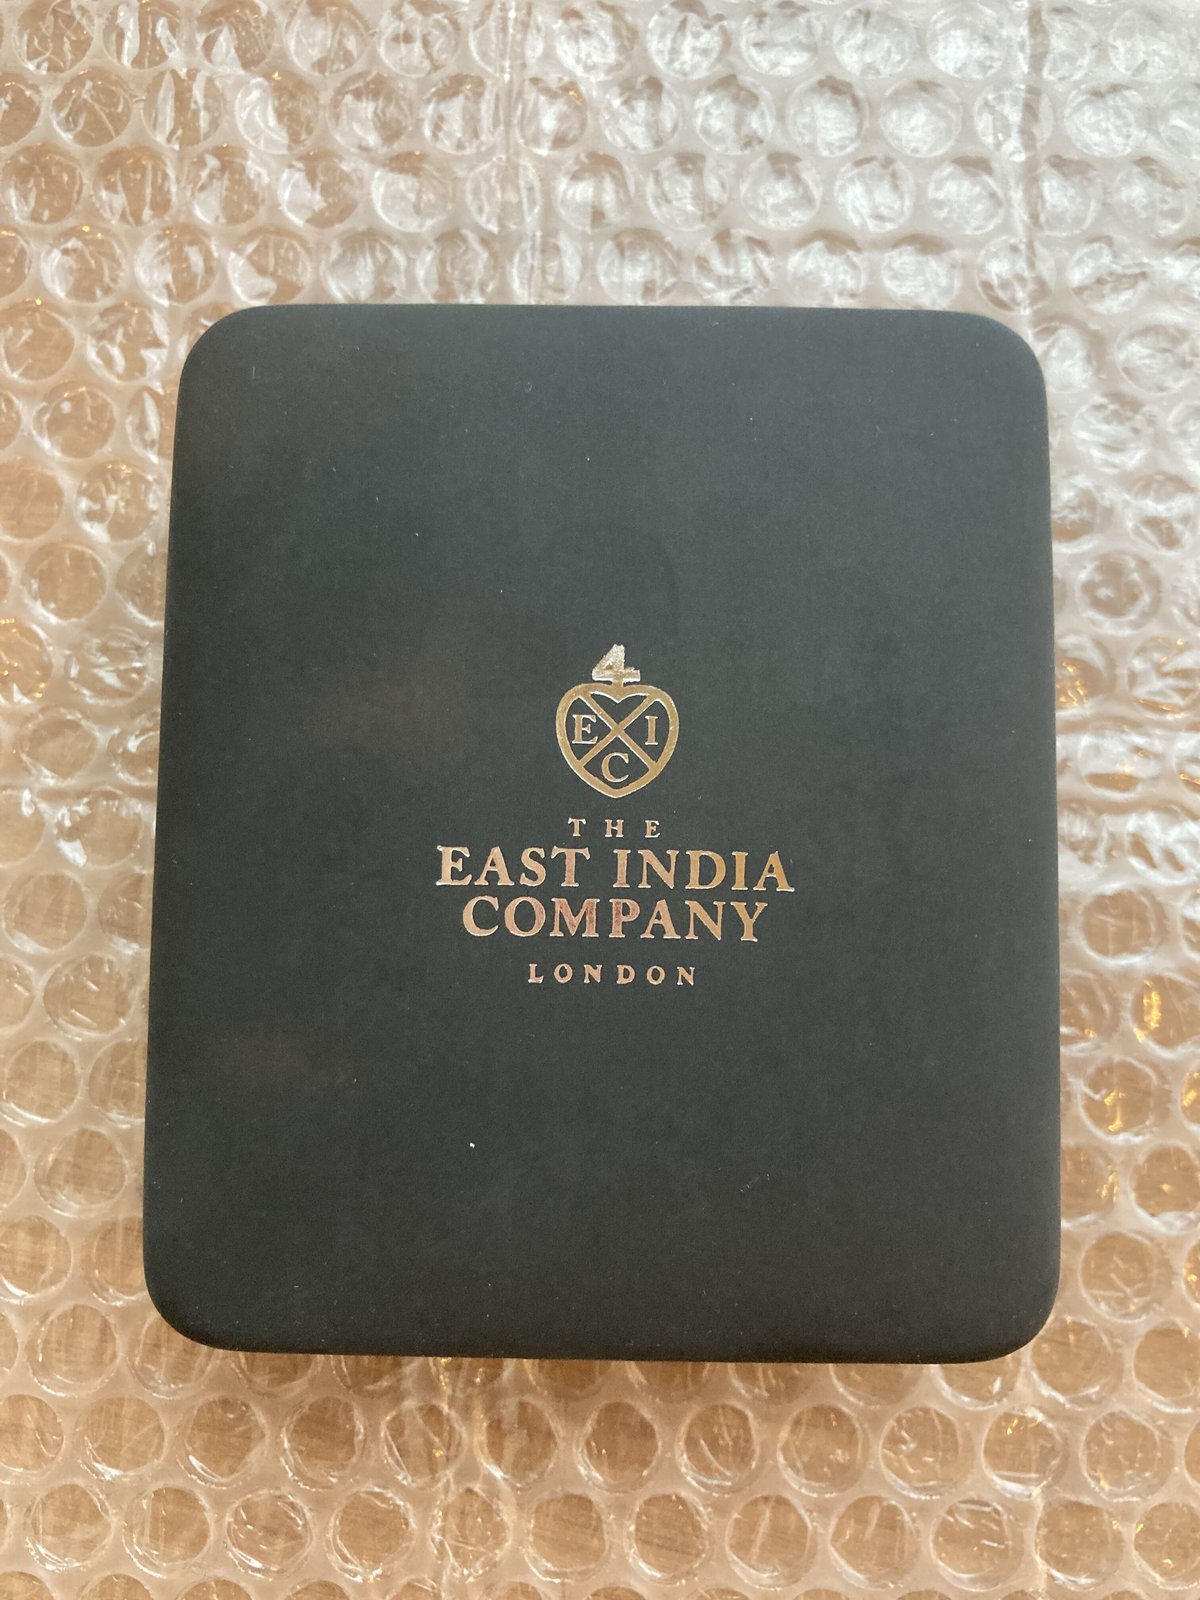 4
E I
C
THE
EAST INDIA
COMPANY
LONDON